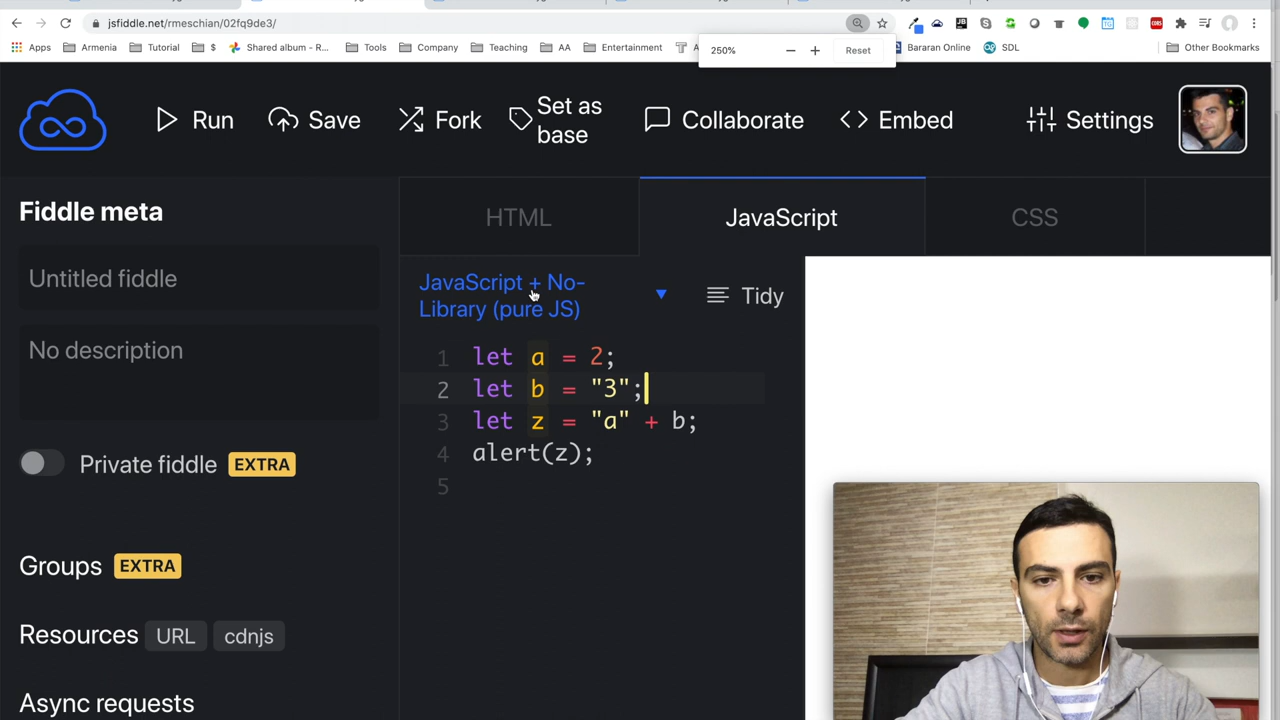 jsfiddle.net/rmeschian/02fq9de3/
Apps Armenia Tutorial $ Shared album - R... Tools Company Teaching AA Entertainment Bararan Online SDL Other Bookmarks
250% Reset
Run Save Fork Set as base Collaborate Embed Settings
Fiddle meta
HTML JavaScript CSS
Untitled fiddle
No description
Private fiddle EXTRA
Groups EXTRA
Resources URL cdnjs
Async requests
JavaScript + No-
Library (pure JS)
Tidy
1 let a = 2;
2 let b = "3";
3 let z = "a" + b;
4 alert(z);
5